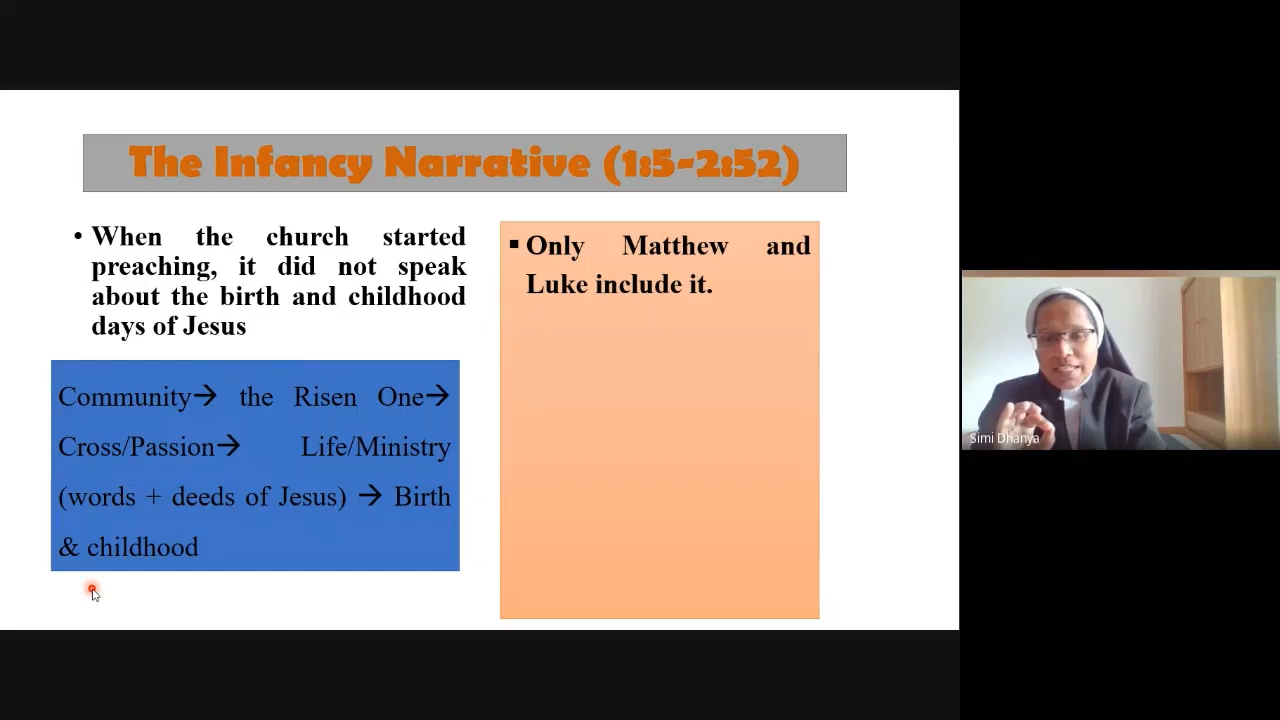 The Infancy Narrative (1:5-2:52)
• When the church started
preaching, it did not speak
about the birth and childhood
days of Jesus
Community→ the Risen One→
Cross/Passion→ Life/Ministry
(words + deeds of Jesus) → Birth
& childhood
▪ Only Matthew and
Luke include it.
Simi Dhanya